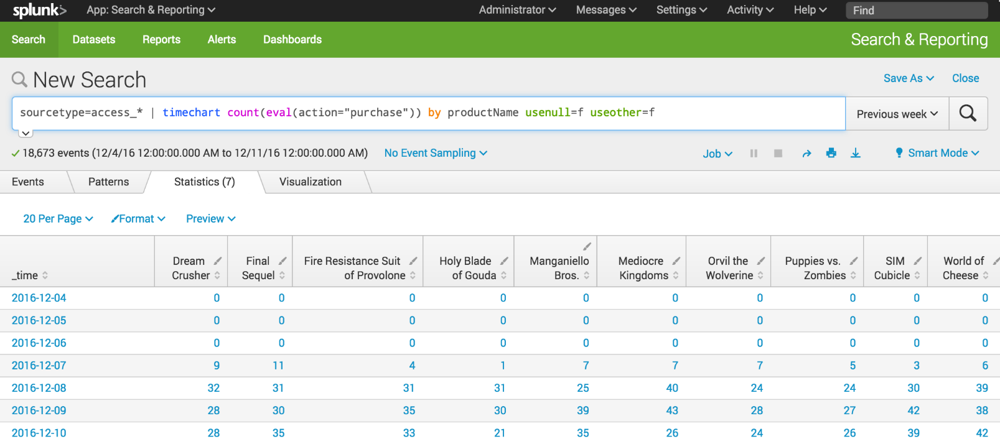 splunk> App: Search & Reporting Administrator Messages Settings Activity Help Find
Search Datasets Reports Alerts Dashboards Search & Reporting
New Search Save As Close
sourcetype=access_* | timechart count(eval(action="purchase")) by productName usenull=f useother=f Previous week
18,673 events (12/4/16 12:00:00.000 AM to 12/11/16 12:00:00.000 AM) No Event Sampling Job Smart Mode
Events Patterns Statistics (7) Visualization
20 Per Page Format Preview
Dream Final Fire Resistance Suit Holy Blade Manganiello Mediocre Orvil the Puppies vs. SIM World of
_time Crusher Sequel of Provolone of Gouda Bros. Kingdoms Wolverine Zombies Cubicle Cheese
2016-12-04 0 0 0 0 0 0 0 0 0 0
2016-12-05 0 0 0 0 0 0 0 0 0 0
2016-12-06 0 0 0 0 0 0 0 0 0 0
2016-12-07 9 11 4 1 7 7 7 5 3 6
2016-12-08 32 31 31 31 25 40 24 24 30 39
2016-12-09 28 30 35 30 39 43 28 27 42 38
2016-12-10 28 35 33 21 35 26 24 26 39 42